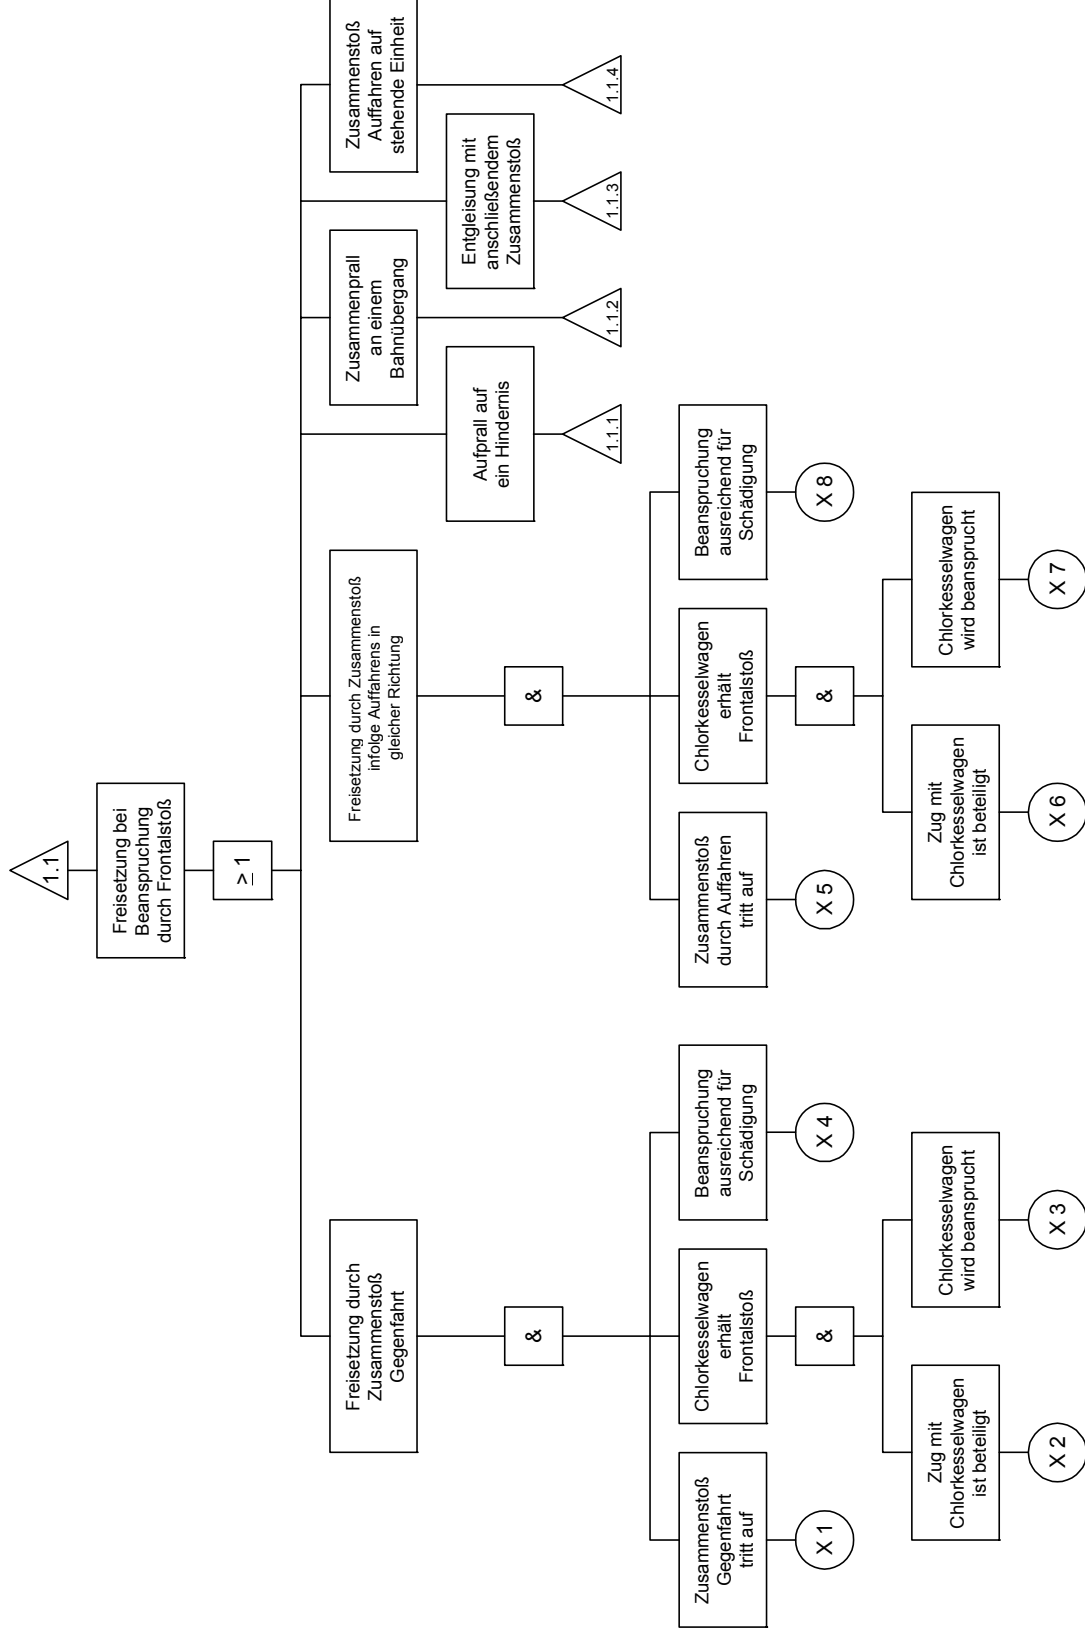 1.1
Freisetzung bei
Beanspruchung
durch Frontalstoß
≥ 1
Freisetzung durch
Zusammenstoß
Gegenfahrt
Freisetzung durch Zusammenstoß
infolge Auffahrens in
gleicher Richtung
Aufprall auf
ein Hindernis
1.1.1
Zusammenprall
an einem
Bahnübergang
1.1.2
Entgleisung mit
anschließendem
Zusammenstoß
1.1.3
Zusammenstoß
Auffahren auf
stehende Einheit
1.1.4
&
&
Zusammenstoß
Gegenfahrt
tritt auf
X 1
Chlorkesselwagen
erhält
Frontalstoß
Beanspruchung
ausreichend für
Schädigung
X 4
&
Zug mit
Chlorkesselwagen
ist beteiligt
X 2
Chlorkesselwagen
wird beansprucht
X 3
Zusammenstoß
durch Auffahren
tritt auf
X 5
Chlorkesselwagen
erhält
Frontalstoß
Beanspruchung
ausreichend für
Schädigung
X 8
&
Zug mit
Chlorkesselwagen
ist beteiligt
X 6
Chlorkesselwagen
wird beansprucht
X 7